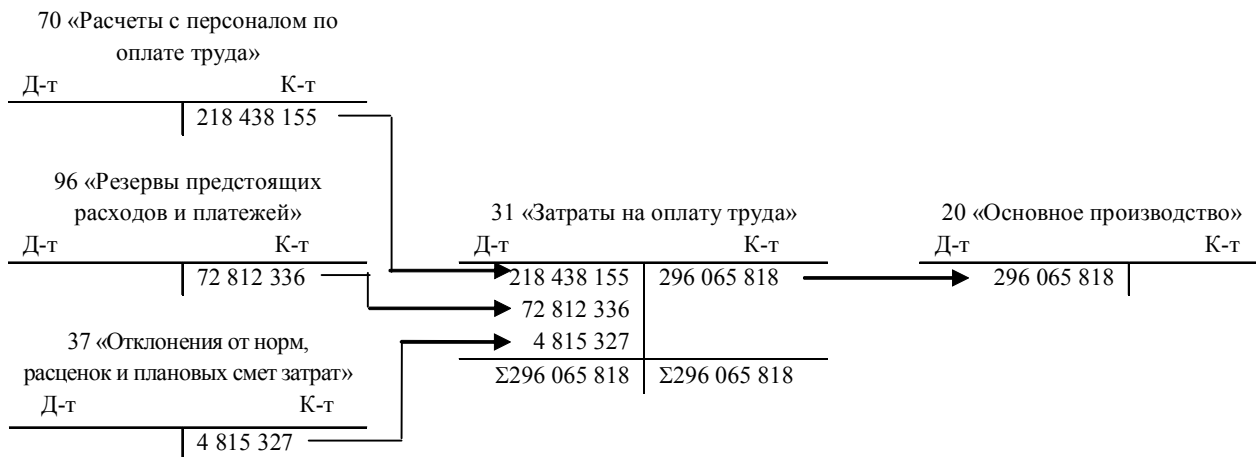 70 «Расчеты с персоналом по
оплате труда»
Д-т К-т
218 438 155
96 «Резервы предстоящих
расходов и платежей»
Д-т К-т
72 812 336
37 «Отклонения от норм,
расценок и плановых смет затрат»
Д-т К-т
4 815 327
31 «Затраты на оплату труда»
Д-т К-т
218 438 155 296 065 818
72 812 336
4 815 327
Σ296 065 818 Σ296 065 818
20 «Основное производство»
Д-т К-т
296 065 818